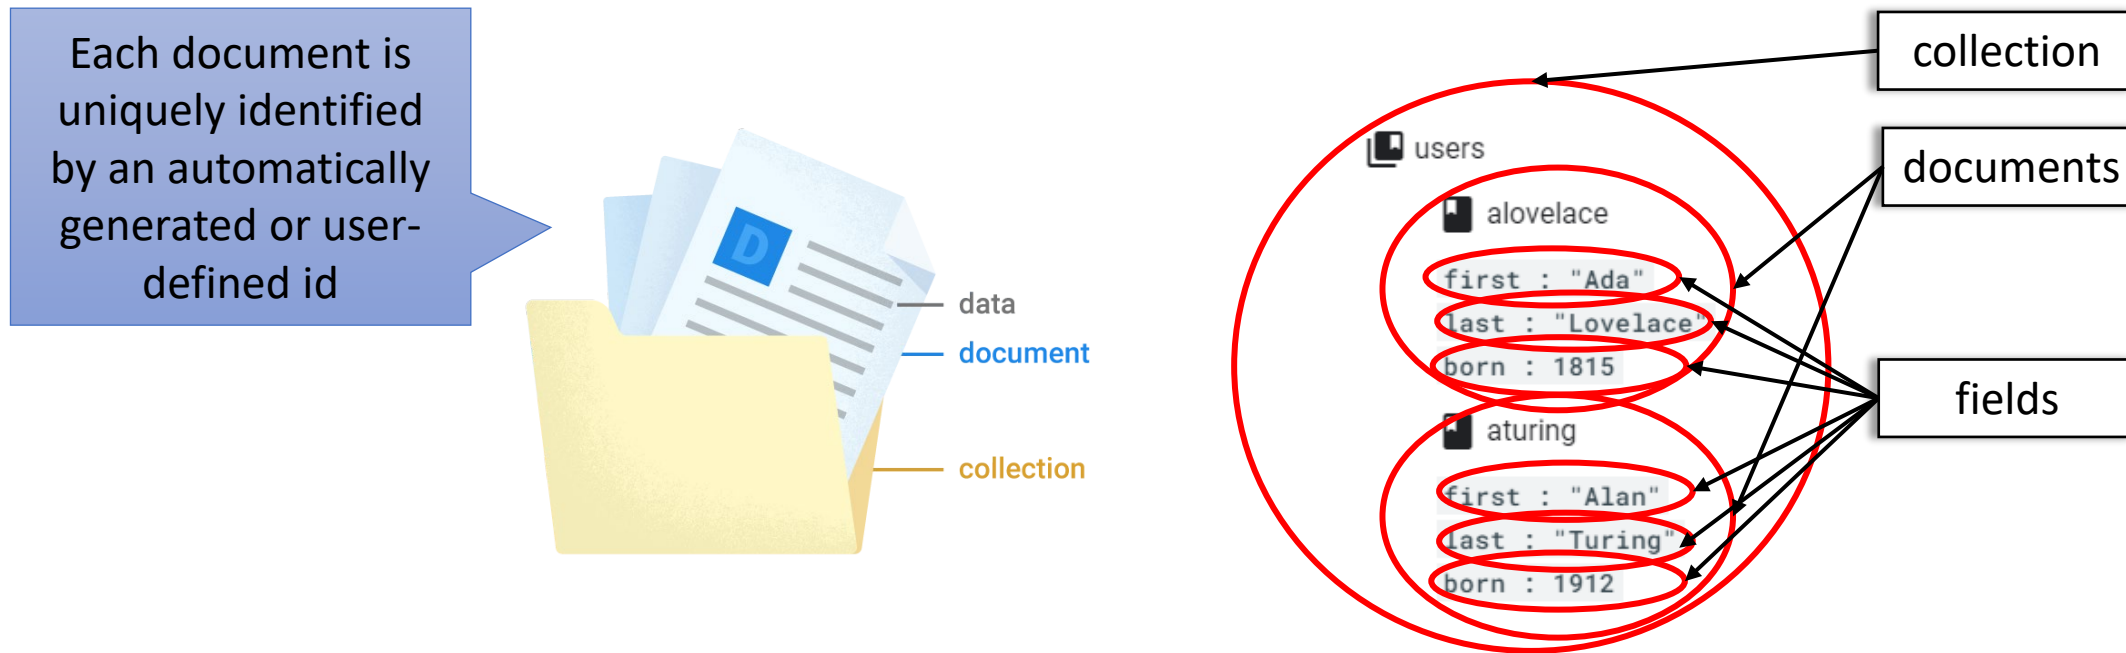 Each document is
uniquely identified
by an automatically
generated or user-
defined id
D
data
document
collection
users
alovelace
first : "Ada"
last : "Lovelace"
born : 1815
aturing
first : "Alan"
last : "Turing"
born : 1912
collection
documents
fields